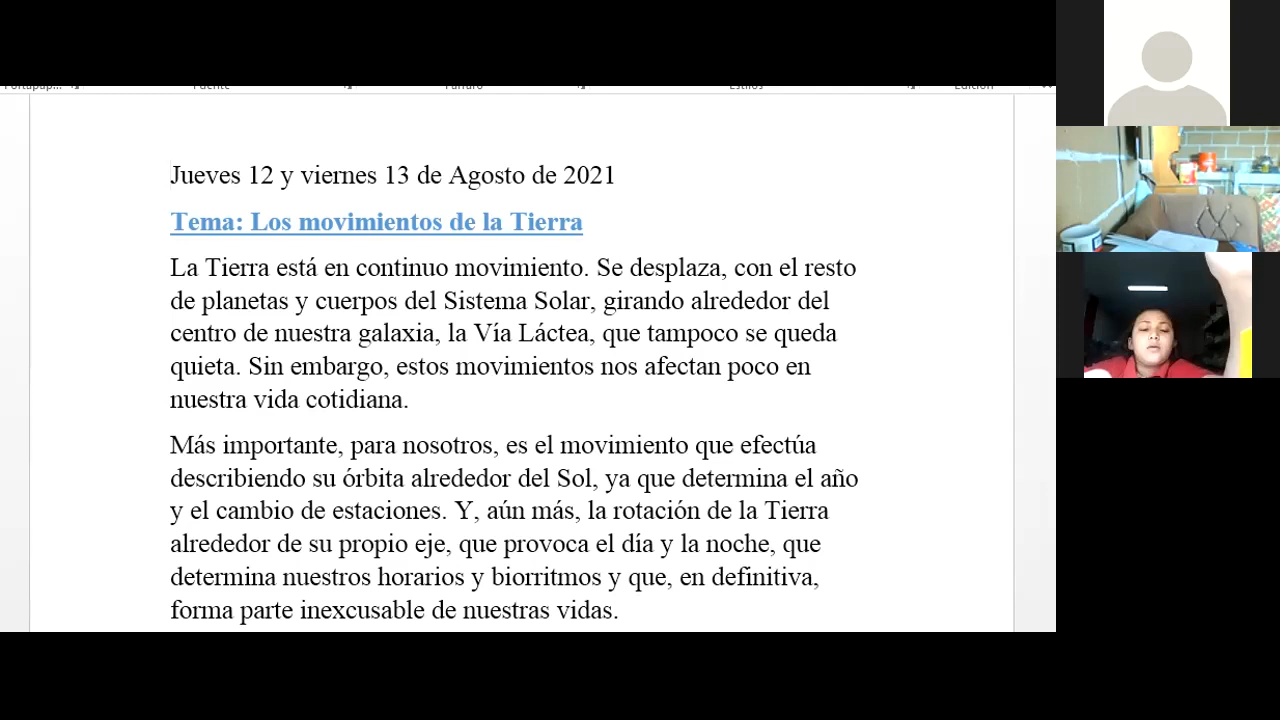 Jueves 12 y viernes 13 de Agosto de 2021
Tema: Los movimientos de la Tierra
La Tierra está en continuo movimiento. Se desplaza, con el resto
de planetas y cuerpos del Sistema Solar, girando alrededor del
centro de nuestra galaxia, la Vía Láctea, que tampoco se queda
quieta. Sin embargo, estos movimientos nos afectan poco en
nuestra vida cotidiana.
Más importante, para nosotros, es el movimiento que efectúa
describiendo su órbita alrededor del Sol, ya que determina el año
y el cambio de estaciones. Y, aún más, la rotación de la Tierra
alrededor de su propio eje, que provoca el día y la noche, que
determina nuestros horarios y biorritmos y que, en definitiva,
forma parte inexcusable de nuestras vidas.